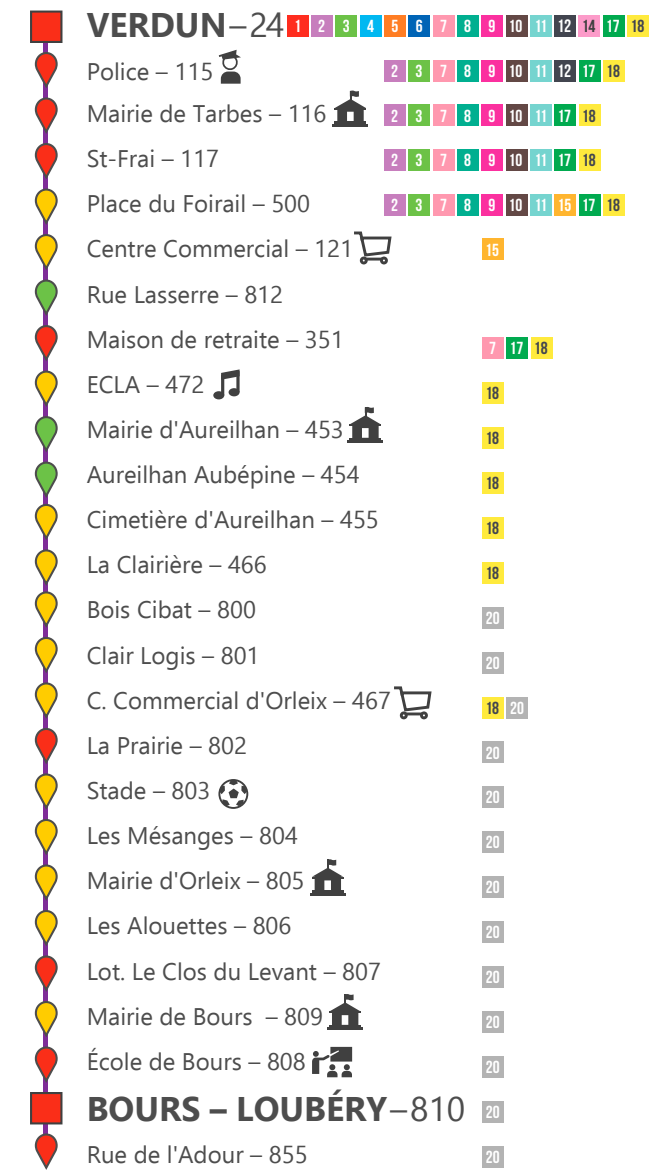 VERDUN–24 1 2 3 4 5 6 7 8 9 10 11 12 14 17 18
Police – 115 2 3 7 8 9 10 11 12 17 18
Mairie de Tarbes – 116 2 3 7 8 9 10 11 17 18
St-Frai – 117 2 3 7 8 9 10 11 17 18
Place du Foirail – 500 2 3 7 8 9 10 11 15 17 18
Centre Commercial – 121 15
Rue Lasserre – 812
Maison de retraite – 351 7 17 18
ECLA – 472 18
Mairie d'Aureilhan – 453 18
Aureilhan Aubépine – 454 18
Cimetière d'Aureilhan – 455 18
La Clairière – 466 18
Bois Cibat – 800 20
Clair Logis – 801 20
C. Commercial d'Orleix – 467 18 20
La Prairie – 802 20
Stade – 803 20
Les Mésanges – 804 20
Mairie d'Orleix – 805 20
Les Alouettes – 806 20
Lot. Le Clos du Levant – 807 20
Mairie de Bours – 809 20
École de Bours – 808 20
BOURS – LOUBÉRY–810 20
Rue de l'Adour – 855 20